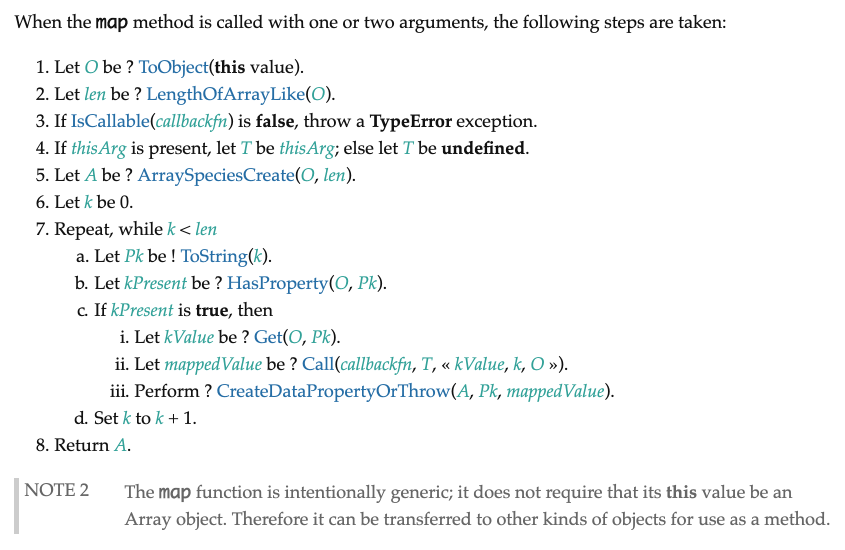 When the map method is called with one or two arguments, the following steps are taken:
1. Let O be ? ToObject(this value).
2. Let len be ? LengthOfArrayLike(O).
3. If IsCallable(callbackfn) is false, throw a TypeError exception.
4. If thisArg is present, let T be thisArg; else let T be undefined.
5. Let A be ? ArraySpeciesCreate(O, len).
6. Let k be 0.
7. Repeat, while k < len
a. Let Pk be ! ToString(k).
b. Let kPresent be ? HasProperty(O, Pk).
c. If kPresent is true, then
i. Let kValue be ? Get(O, Pk).
ii. Let mappedValue be ? Call(callbackfn, T, « kValue, k, O »).
iii. Perform ? CreateDataPropertyOrThrow(A, Pk, mappedValue).
d. Set k to k + 1.
8. Return A.
NOTE 2 The map function is intentionally generic; it does not require that its this value be an
Array object. Therefore it can be transferred to other kinds of objects for use as a method.